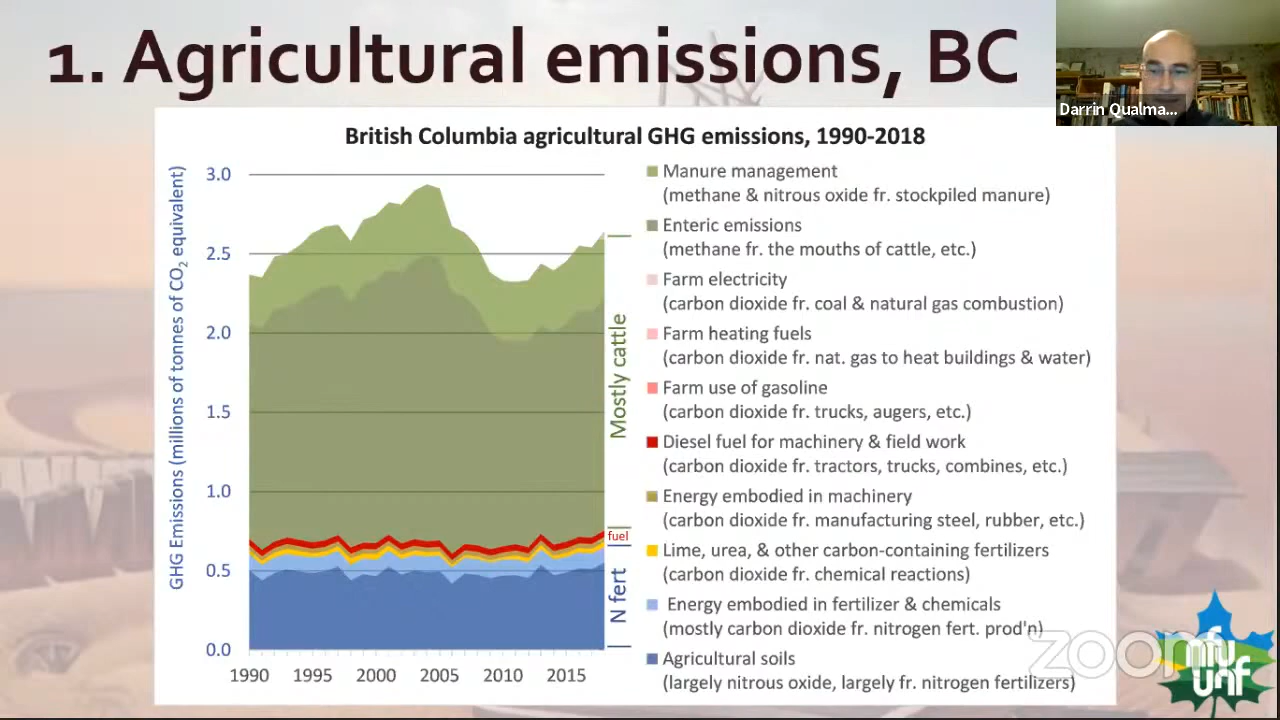 1. Agricultural emissions, BC
Darrin Qualma...
British Columbia agricultural GHG emissions, 1990-2018
GHG Emissions (millions of tonnes of CO₂ equivalent)
3.0
2.5
2.0
1.5
1.0
0.5
0.0
1990
1995
2000
2005
2010
2015
Mostly cattle
fuel
N fert
Manure management
(methane & nitrous oxide fr. stockpiled manure)
Enteric emissions
(methane fr. the mouths of cattle, etc.)
Farm electricity
(carbon dioxide fr. coal & natural gas combustion)
Farm heating fuels
(carbon dioxide fr. nat. gas to heat buildings & water)
Farm use of gasoline
(carbon dioxide fr. trucks, augers, etc.)
Diesel fuel for machinery & field work
(carbon dioxide fr. tractors, trucks, combines, etc.)
Energy embodied in machinery
(carbon dioxide fr. manufacturing steel, rubber, etc.)
Lime, urea, & other carbon-containing fertilizers
(carbon dioxide fr. chemical reactions)
Energy embodied in fertilizer & chemicals
(mostly carbon dioxide fr. nitrogen fert. prod'n)
Agricultural soils
(largely nitrous oxide, largely fr. nitrogen fertilizers)
zoom
nfu
unf